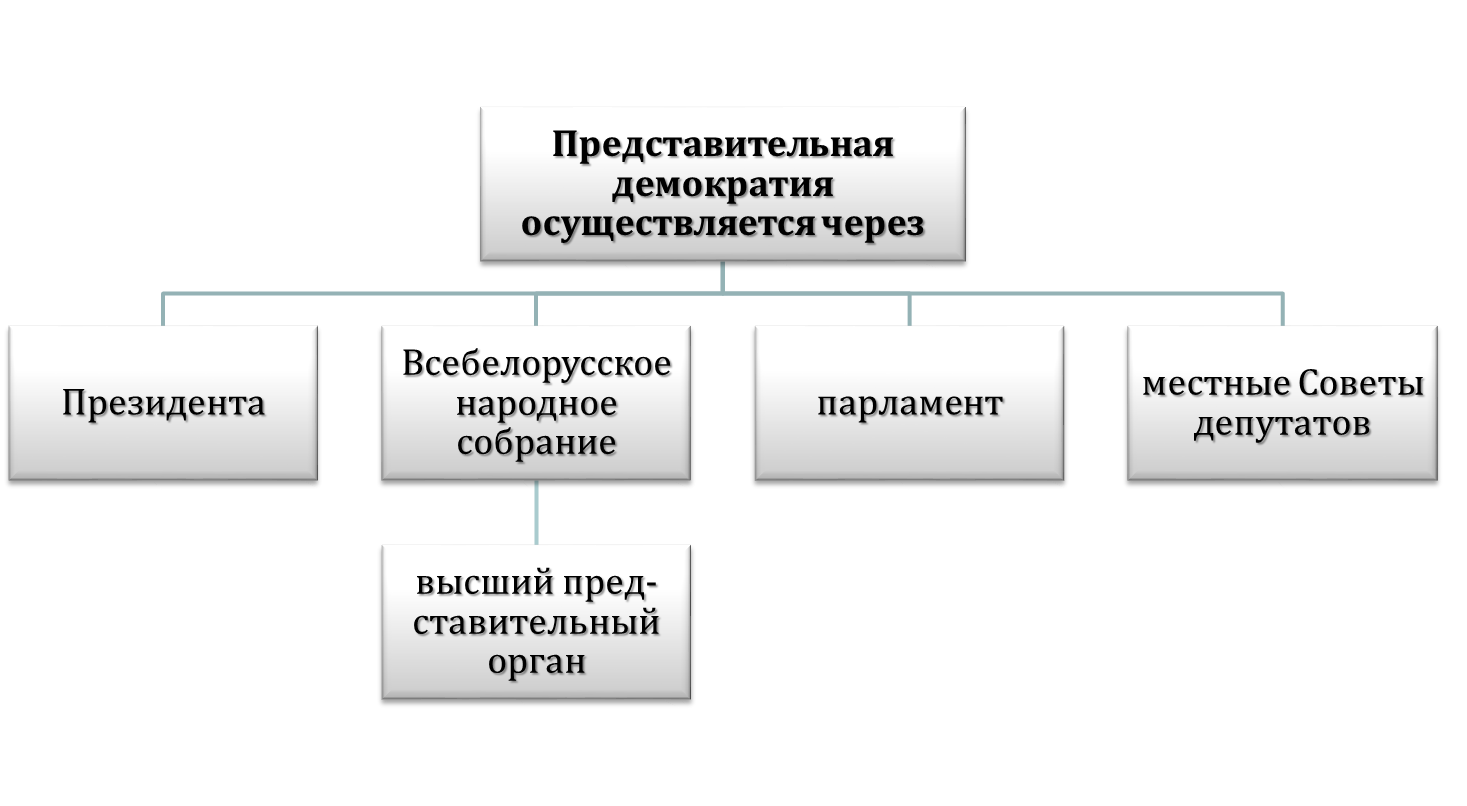 Представительная
демократия
осуществляется через
Президента
Всебелорусское
народное
собрание
парламент
местные Советы
депутатов
высший пред-
ставительный
орган